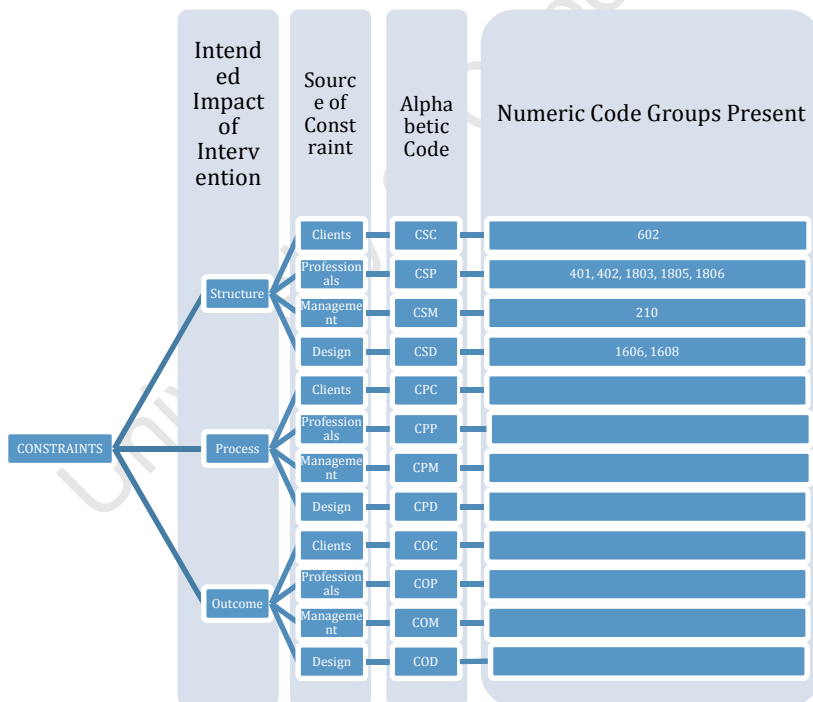 Intend
ed
Impact
of
Interv
ention
Sourc
e of
Const
raint
Alpha
betic
Code
Numeric Code Groups Present
CONSTRAINTS
Structure
Clients
CSC
602
Profession
als
CSP
401, 402, 1803, 1805, 1806
Manageme
nt
CSM
210
Design
CSD
1606, 1608
Process
Clients
CPC
Profession
als
CPP
Manageme
nt
CPM
Design
CPD
Outcome
Clients
COC
Profession
als
COP
Manageme
nt
COM
Design
COD